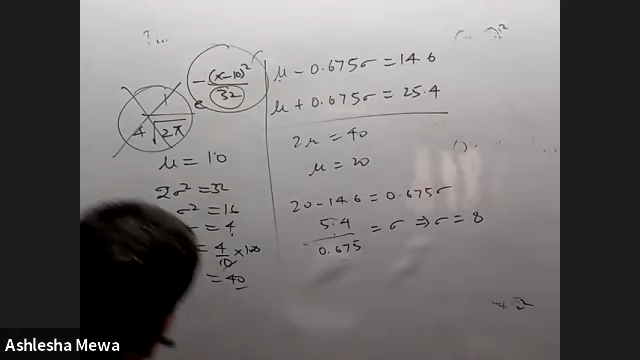 1
4√2π
e -(x-10)²
32
μ = 10
2σ² = 32
σ² = 16
= 4
= 4/10 × 100
= 40
μ - 0.675σ = 14.6
μ + 0.675σ = 25.4
2μ = 40
μ = 20
20 - 14.6 = 0.675σ
5.4/0.675 = σ ⇒ σ = 8
Ashlesha Mewa